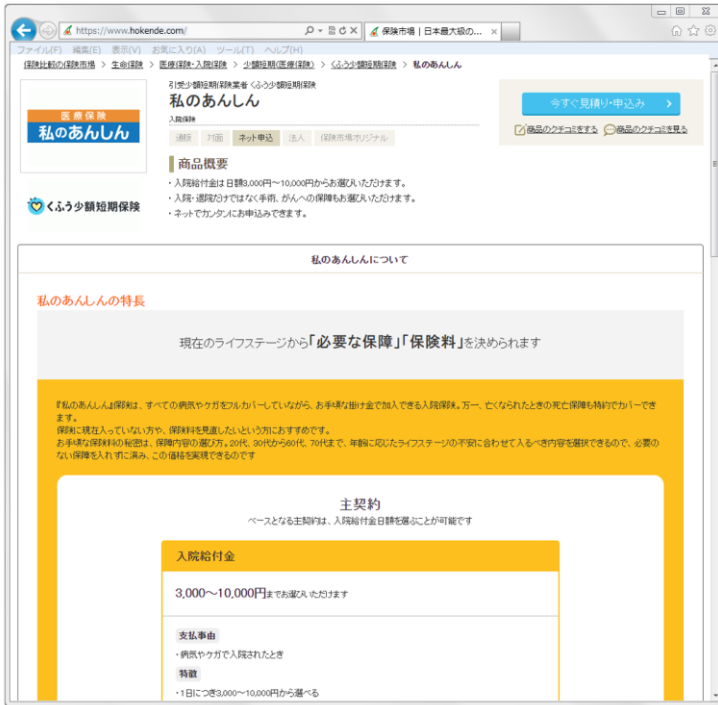 https://www.hokende.com/
保険市場 | 日本最大級の...
ファイル(F) 編集(E) 表示(V) お気に入り(A) ツール(T) ヘルプ(H)
保険比較の保険市場 > 生命保険 > 医療保険・入院保険 > 少額短期(医療保険) > くふう少額短期保険 > 私のあんしん
引受少額短期保険業者 くふう少額短期保険
私のあんしん
入院保険
通販 対面 ネット申込 法人 保険市場オリジナル
今すぐ見積り・申込み
商品のクチコミをする 商品のクチコミを見る
医療保険
私のあんしん
くふう少額短期保険
商品概要
・入院給付金は日額3,000円～10,000円からお選びいただけます。
・入院・退院だけではなく手術、がんへの保障もお選びいただけます。
・ネットでカンタンにお申込みできます。
私のあんしんについて
私のあんしんの特長
現在のライフステージから「必要な保障」「保険料」を決められます
『私のあんしん』保険は、すべての病気やケガをフルカバーしていながら、お手頃な掛け金で加入できる入院保険。万一、亡くなられたときの死亡保障も特約でカバーでき
ます。
保険に現在入っていない方や、保険料を見直したいという方におすすめです。
お手頃な保険料の秘密は、保障内容の選び方。20代、30代から60代、70代まで、年齢に応じたライフステージの不安に合わせて入るべき内容を選択できるので、必要の
ない保障を入れずに済み、この価格を実現できるのです
主契約
ベースとなる主契約は、入院給付金日額を選ぶことが可能です
入院給付金
3,000～10,000円までお選びいただけます
支払事由
・病気やケガで入院されたとき
特徴
・1日につき3,000～10,000円から選べる